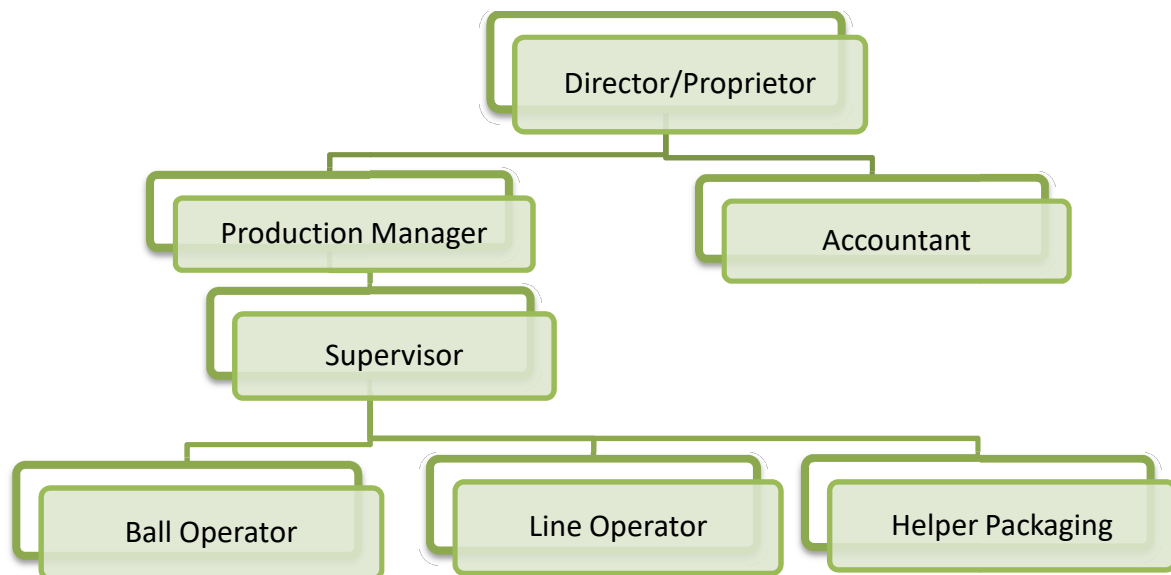 Director/Proprietor
Production Manager
Accountant
Supervisor
Ball Operator
Line Operator
Helper Packaging